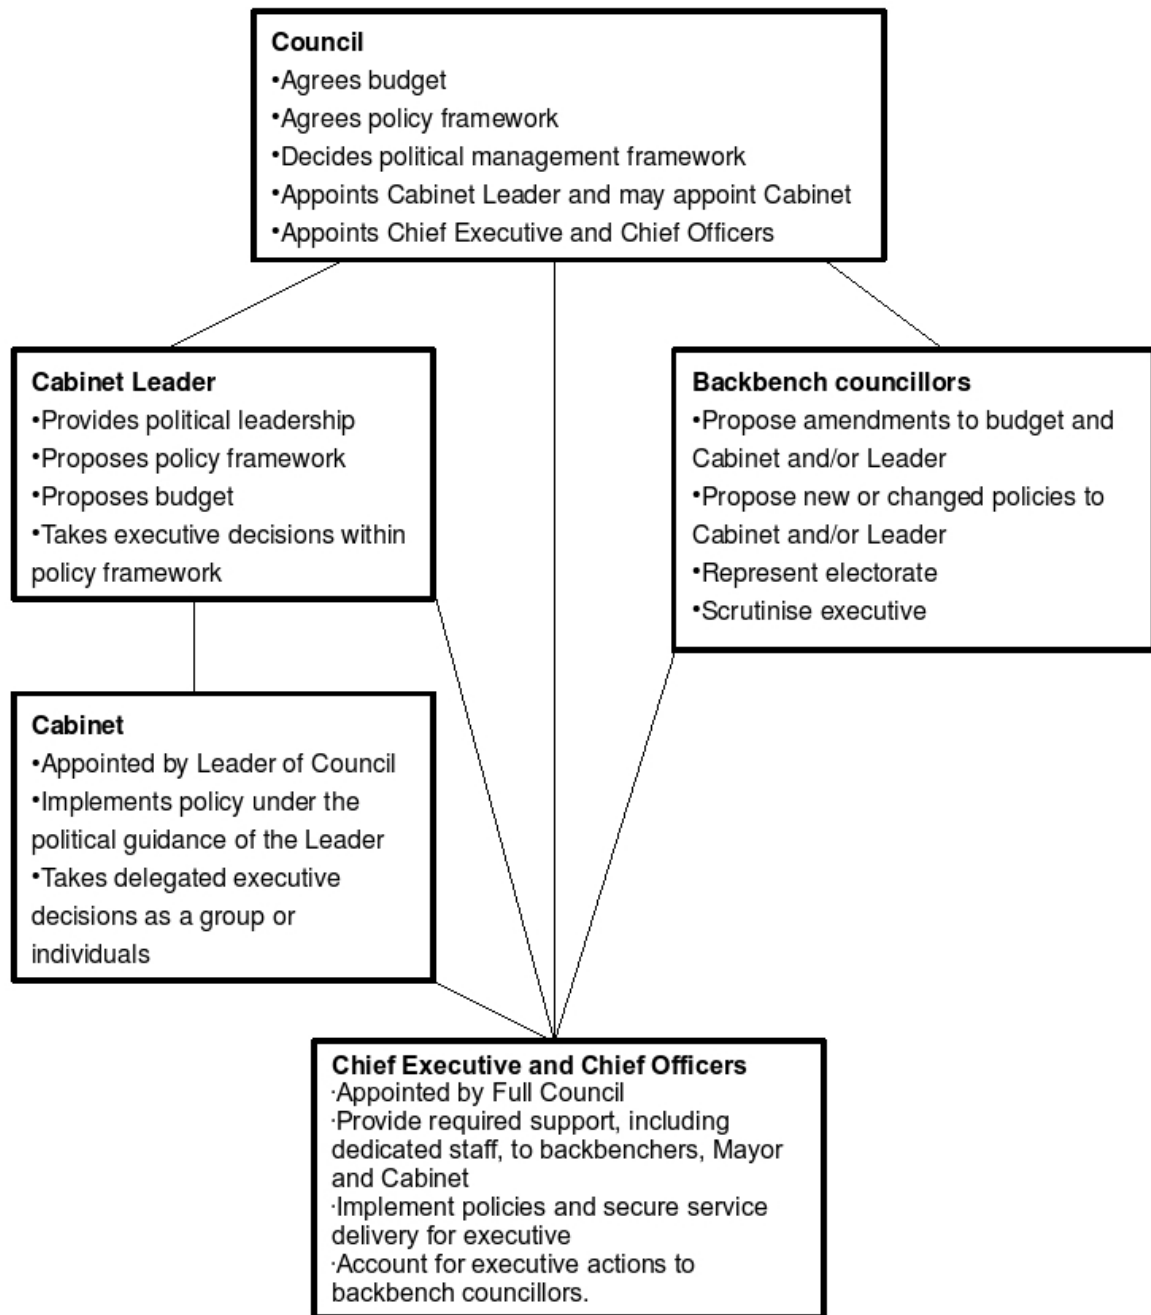 Council
•Agrees budget
•Agrees policy framework
•Decides political management framework
•Appoints Cabinet Leader and may appoint Cabinet
•Appoints Chief Executive and Chief Officers
Cabinet Leader
•Provides political leadership
•Proposes policy framework
•Proposes budget
•Takes executive decisions within
policy framework
Backbench councillors
•Propose amendments to budget and
Cabinet and/or Leader
•Propose new or changed policies to
Cabinet and/or Leader
•Represent electorate
•Scrutinise executive
Cabinet
•Appointed by Leader of Council
•Implements policy under the
political guidance of the Leader
•Takes delegated executive
decisions as a group or
individuals
Chief Executive and Chief Officers
·Appointed by Full Council
·Provide required support, including
dedicated staff, to backbenchers, Mayor
and Cabinet
·Implement policies and secure service
delivery for executive
·Account for executive actions to
backbench councillors.